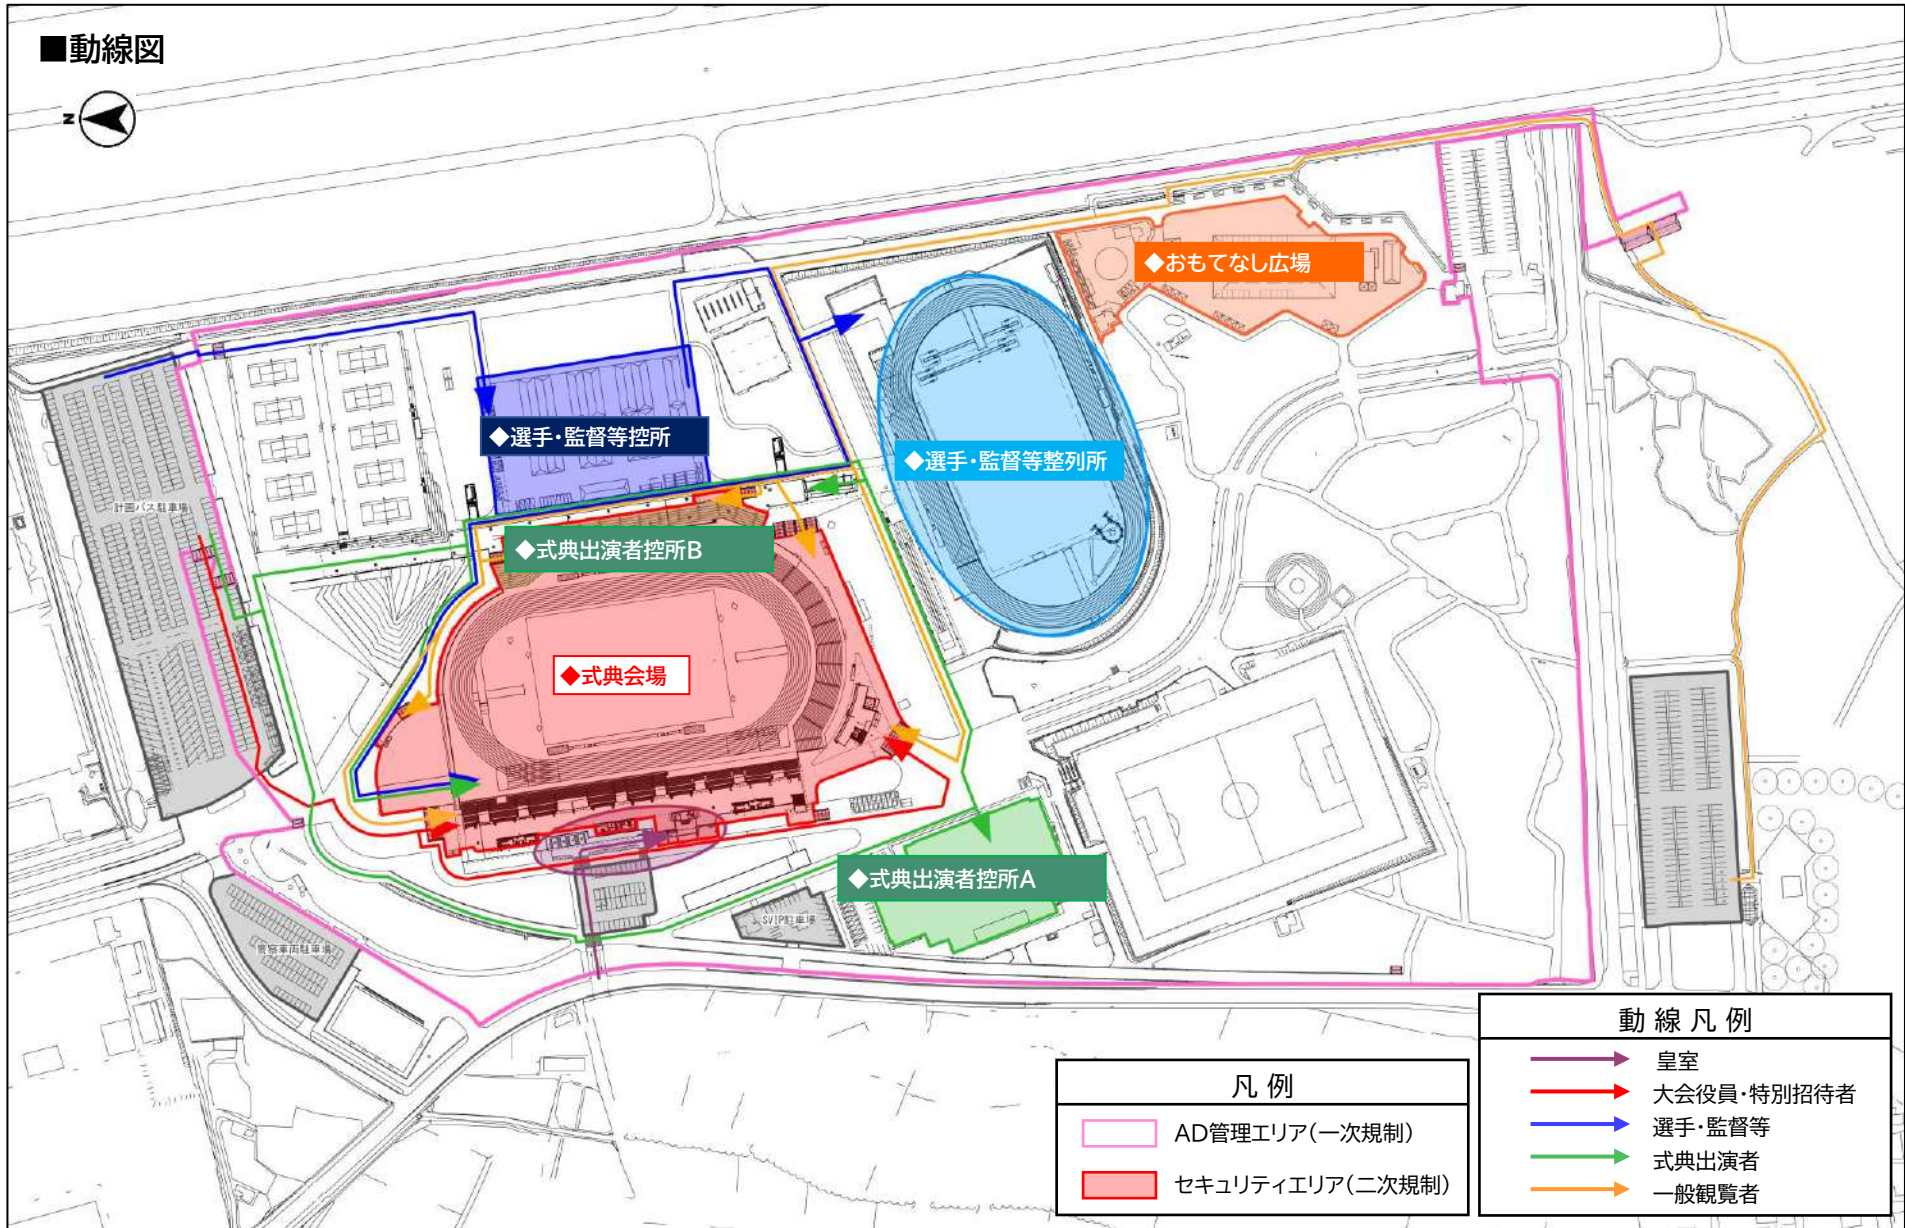 ■動線図
N
◆おもてなし広場
◆選手・監督等控所
◆選手・監督等整列所
計画バス駐車場
◆式典出演者控所B
◆式典会場
◆式典出演者控所A
SVIP駐車場
警察車両駐車場
凡例
AD管理エリア(一次規制)
セキュリティエリア(二次規制)
動線凡例
皇室
大会役員・特別招待者
選手・監督等
式典出演者
一般観覧者